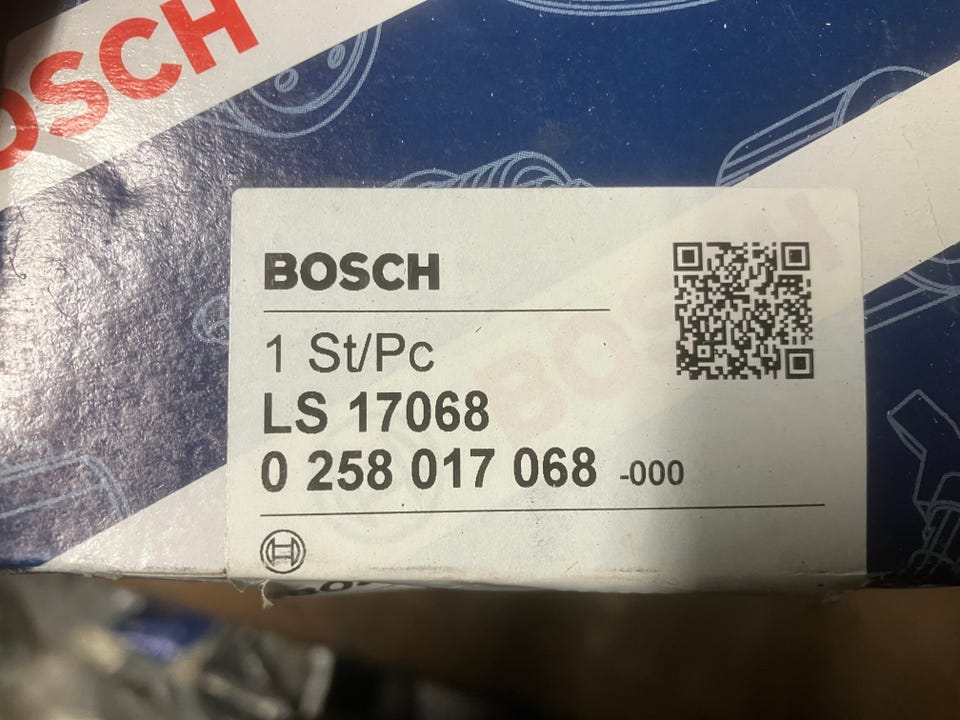 BOSCH
BOSCH
1 St/Pc
LS 17068
0 258 017 068 -000